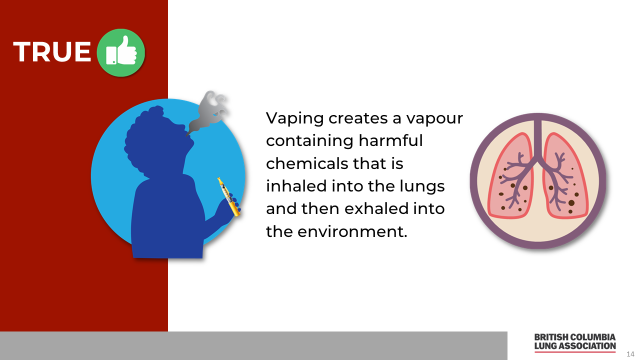 TRUE
Vaping creates a vapour
containing harmful
chemicals that is
inhaled into the lungs
and then exhaled into
the environment.
BRITISH COLUMBIA
LUNG ASSOCIATION
14